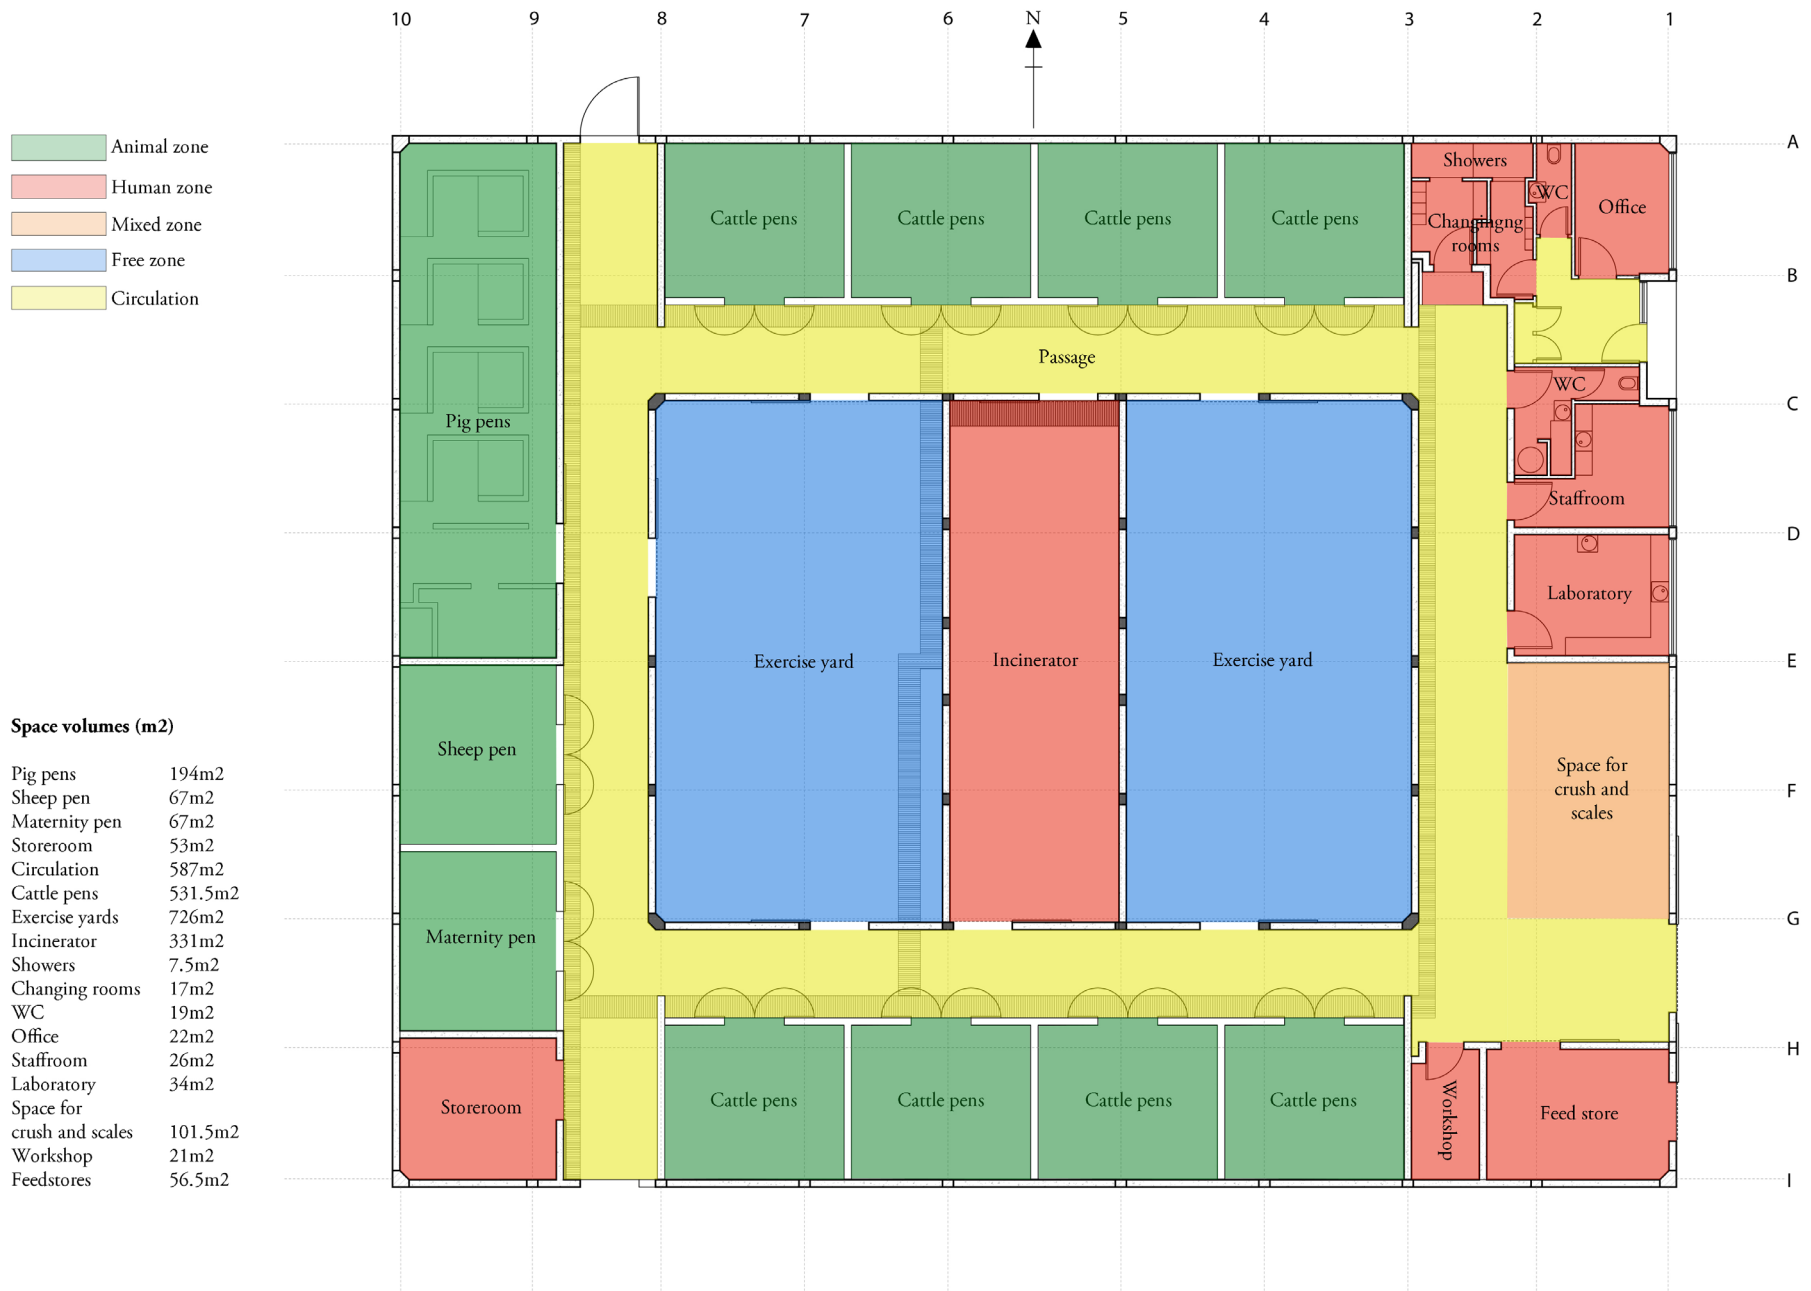 10 9 8 7 6 N 5 4 3 2 1
Animal zone
Human zone
Mixed zone
Free zone
Circulation
A
B
C
D
E
F
G
H
I
Showers
WC
Office
Changingng
rooms
Cattle pens
Cattle pens
Cattle pens
Cattle pens
Passage
WC
Pig pens
Staffroom
Laboratory
Exercise yard
Incinerator
Exercise yard
Sheep pen
Space for
crush and
scales
Maternity pen
Storeroom
Cattle pens
Cattle pens
Cattle pens
Cattle pens
Workshop
Feed store
Space volumes (m2)
Pig pens 194m2
Sheep pen 67m2
Maternity pen 67m2
Storeroom 53m2
Circulation 587m2
Cattle pens 531.5m2
Exercise yards 726m2
Incinerator 331m2
Showers 7.5m2
Changing rooms 17m2
WC 19m2
Office 22m2
Staffroom 26m2
Laboratory 34m2
Space for
crush and scales 101.5m2
Workshop 21m2
Feedstores 56.5m2